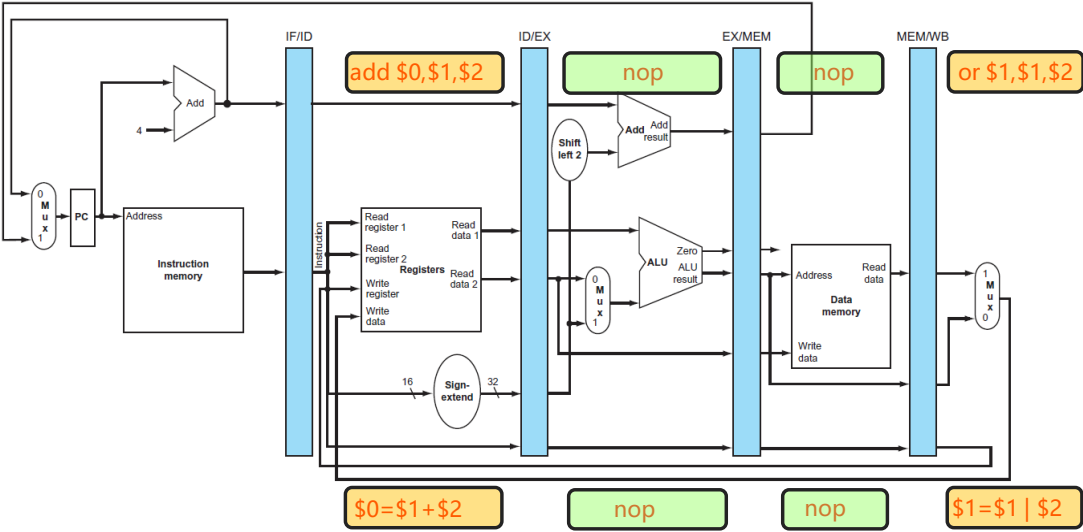 IF/ID
ID/EX
EX/MEM
MEM/WB
add $0,$1,$2
nop
nop
or $1,$1,$2
Add
4
Add
Add
result
Shift
left 2
0
M
u
x
1
PC
Address
Instruction
memory
Instruction
Read
register 1
Read
register 2
Write
register
Write
data
Registers
Read
data 1
Read
data 2
0
M
u
x
1
ALU
Zero
ALU
result
Address
Read
data
Data
memory
Write
data
1
M
u
x
0
16
Sign-
extend
32
$0=$1+$2
nop
nop
$1=$1 | $2